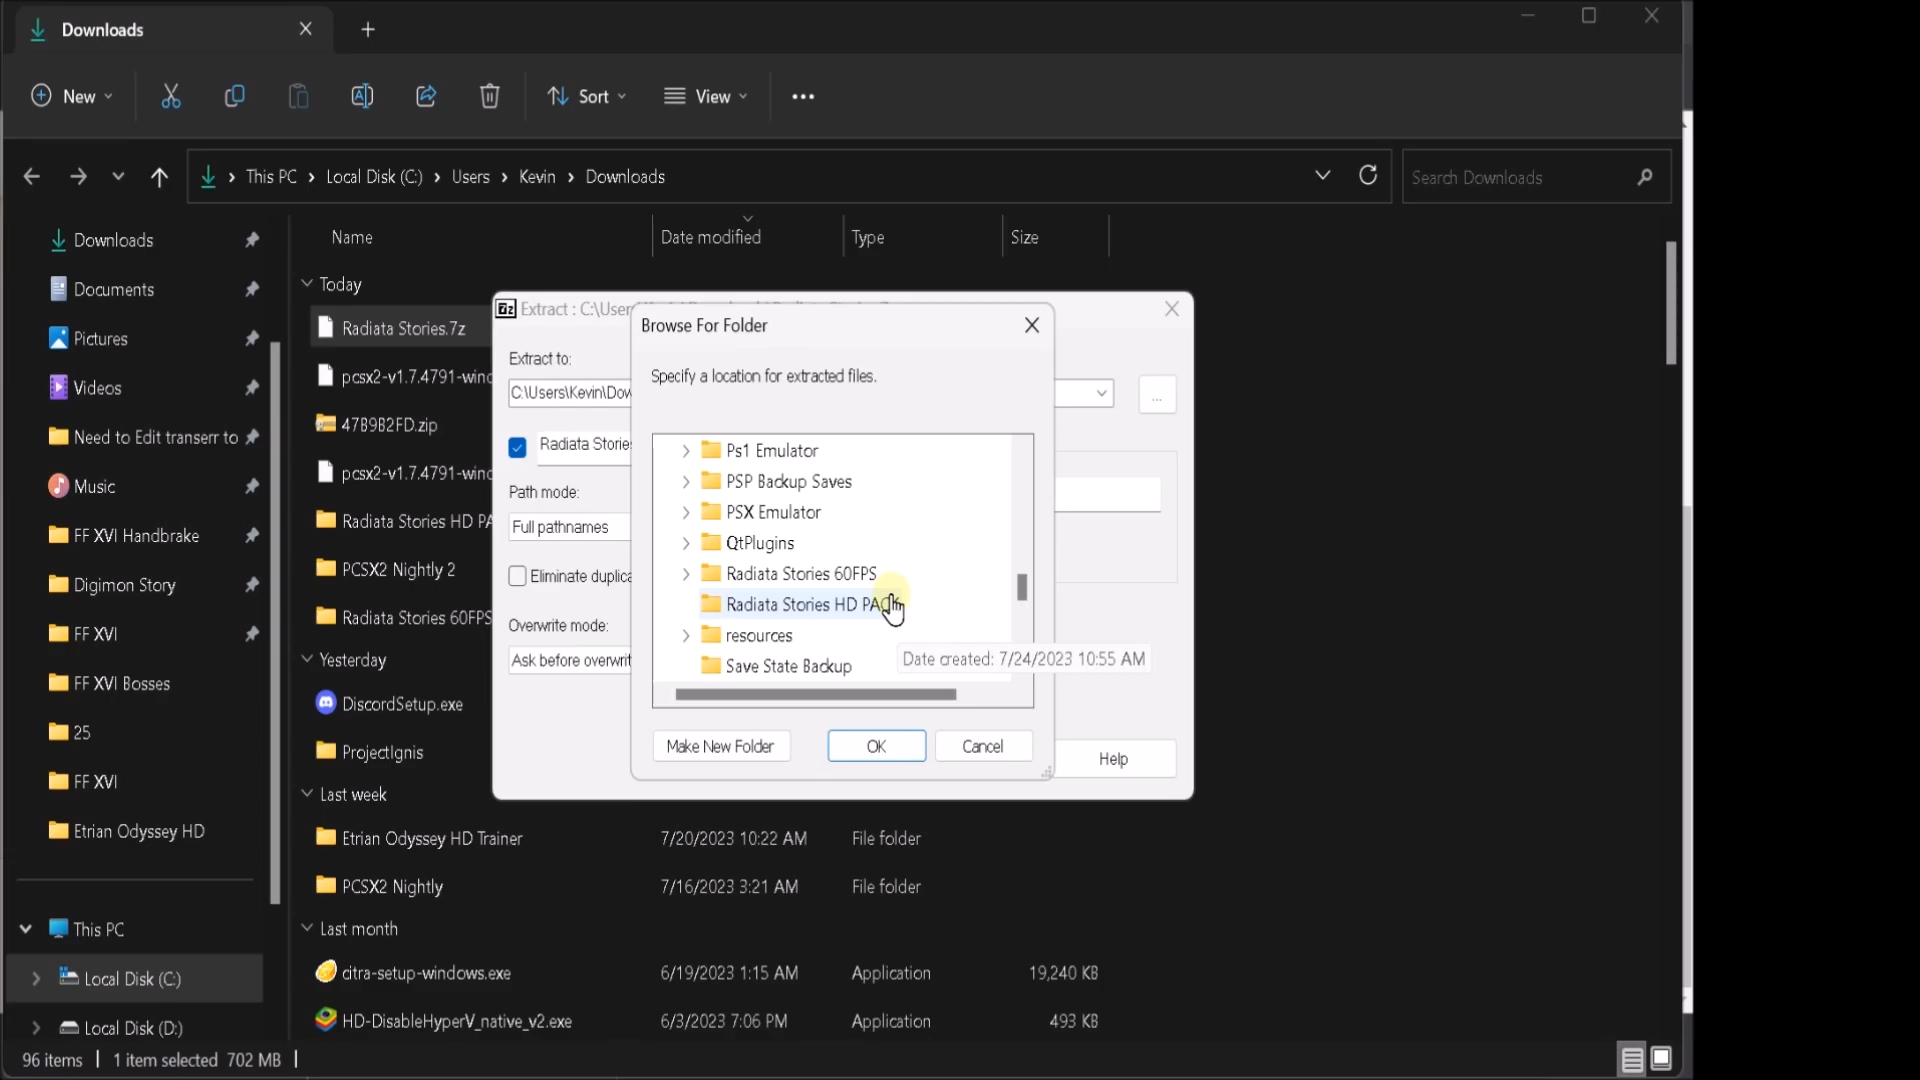 Downloads
New
Sort
View
This PC
Local Disk (C:)
Users
Kevin
Downloads
Search Downloads
Downloads
Documents
Pictures
Videos
Need to Edit transerr to
Music
FF XVI Handbrake
Digimon Story
FF XVI
FF XVI Bosses
25
FF XVI
Etrian Odyssey HD
This PC
Local Disk (C:)
Local Disk (D:)
Name
Date modified
Type
Size
Today
Radiata Stories.7z
pcsx2-v1.7.4791-wind
47B9B2FD.zip
pcsx2-v1.7.4791-wind
Radiata Stories HD PA
PCSX2 Nightly 2
Radiata Stories 60FPS
Yesterday
DiscordSetup.exe
ProjectIgnis
Last week
Etrian Odyssey HD Trainer 7/20/2023 10:22 AM File folder
PCSX2 Nightly 7/16/2023 3:21 AM File folder
Last month
citra-setup-windows.exe 6/19/2023 1:15 AM Application 19,240 KB
HD-DisableHyperV_native_v2.exe 6/3/2023 7:06 PM Application 493 KB
Extract : C:\User
Extract to:
C:\Users\Kevin\Dow
...
Radiata Stories
Path mode:
Full pathnames
Eliminate duplica
Overwrite mode:
Ask before overwrit
Help
Browse For Folder
Specify a location for extracted files.
Ps1 Emulator
PSP Backup Saves
PSX Emulator
QtPlugins
Radiata Stories 60FPS
Radiata Stories HD PACK
resources
Save State Backup
Date created: 7/24/2023 10:55 AM
Make New Folder
OK
Cancel
96 items
1 item selected 702 MB